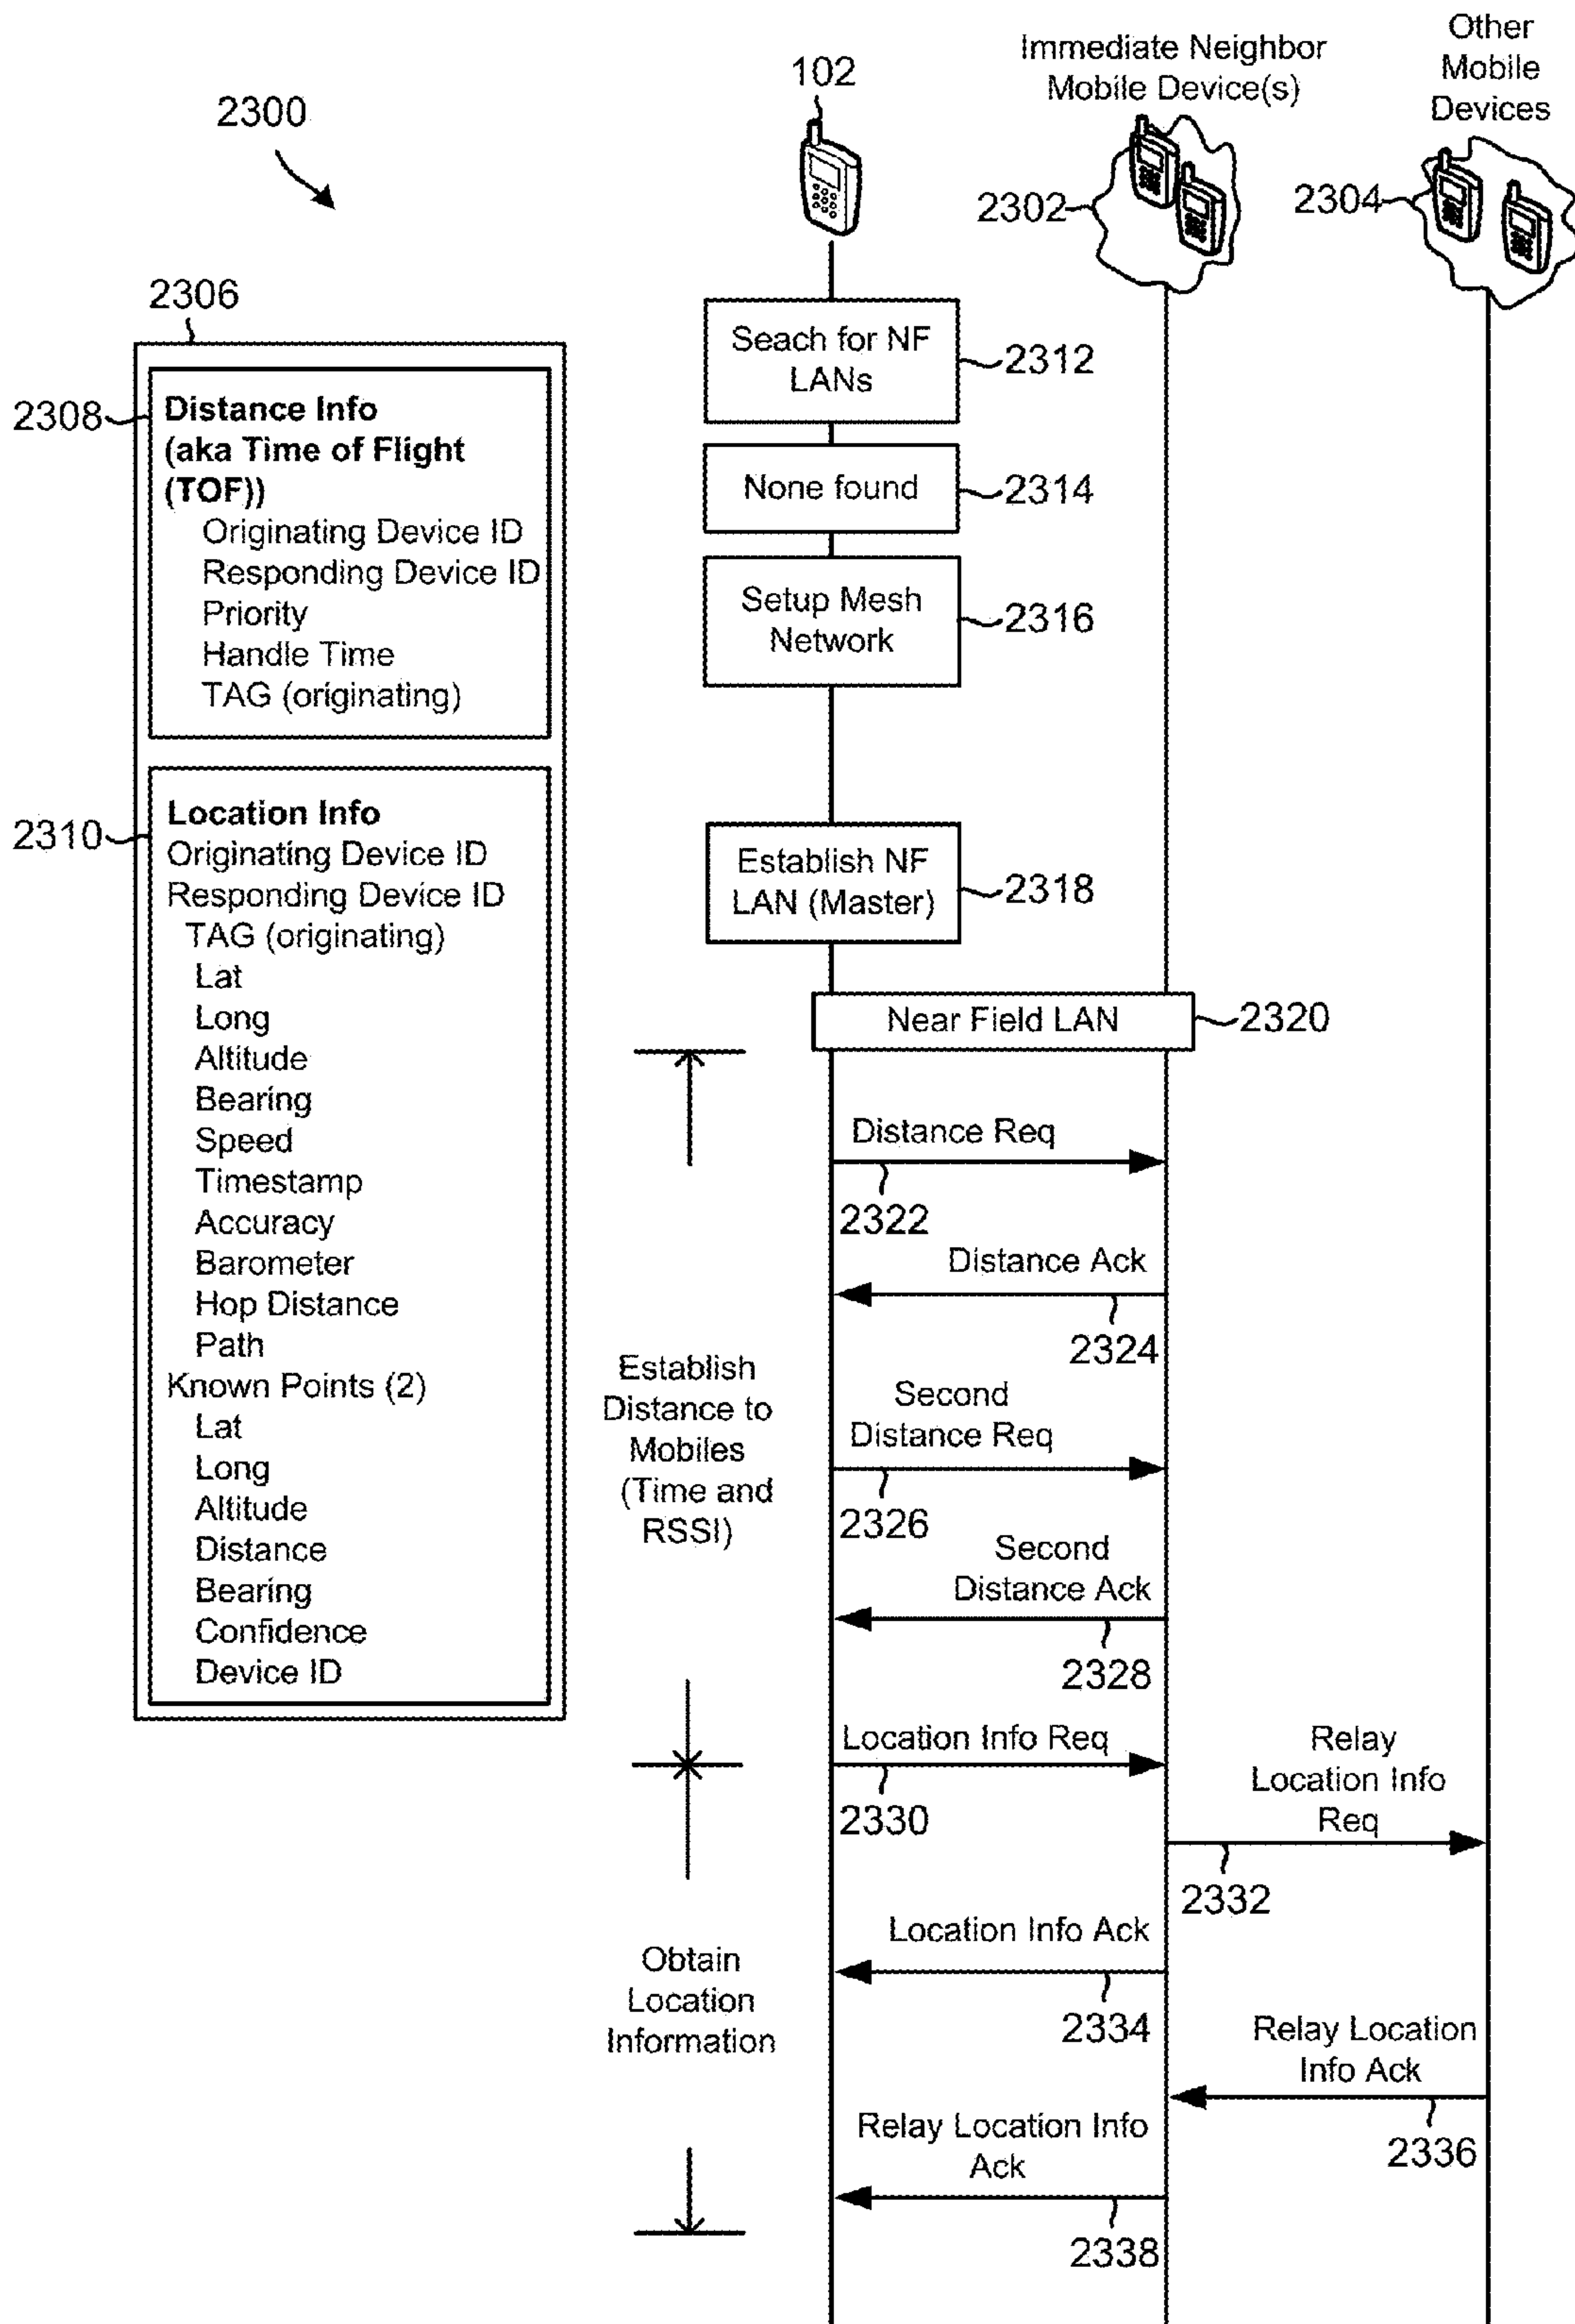 2300
102
Immediate Neighbor
Mobile Device(s)
Other
Mobile
Devices
2302
2304
2306
2308
Distance Info
(aka Time of Flight
(TOF))
Originating Device ID
Responding Device ID
Priority
Handle Time
TAG (originating)
2310
Location Info
Originating Device ID
Responding Device ID
TAG (originating)
Lat
Long
Altitude
Bearing
Speed
Timestamp
Accuracy
Barometer
Hop Distance
Path
Known Points (2)
Lat
Long
Altitude
Distance
Bearing
Confidence
Device ID
Seach for NF
LANs
2312
None found
2314
Setup Mesh
Network
2316
Establish NF
LAN (Master)
2318
Near Field LAN
2320
Establish
Distance to
Mobiles
(Time and
RSSI)
Distance Req
2322
Distance Ack
2324
Second
Distance Req
2326
Second
Distance Ack
2328
Location Info Req
2330
Relay
Location Info
Req
2332
Obtain
Location
Information
Location Info Ack
2334
Relay Location
Info Ack
2336
Relay Location Info
Ack
2338